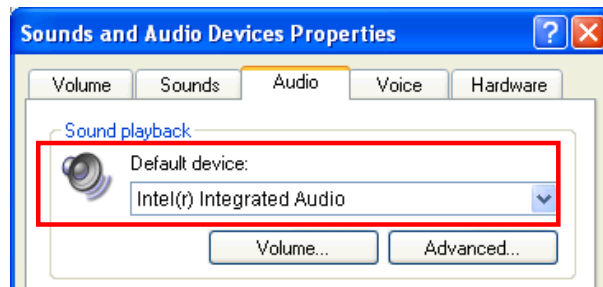 Sounds and Audio Devices Properties
Volume Sounds Audio Voice Hardware
Sound playback
Default device:
Intel(r) Integrated Audio
Volume... Advanced...